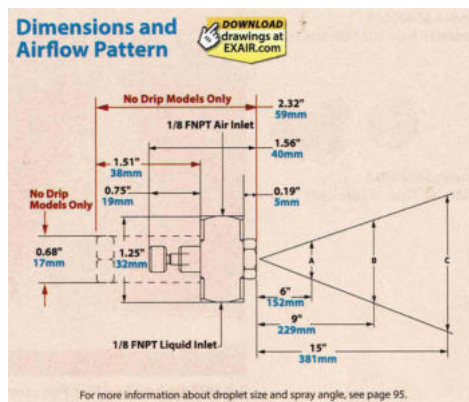 Dimensions and
Airflow Pattern
DOWNLOAD
drawings at
EXAIR.com
No Drip Models Only
2.32"
59mm
1/8 FNPT Air Inlet
1.56"
40mm
1.51"
38mm
0.75"
19mm
0.19"
5mm
No Drip
Models Only
0.68"
17mm
1.25"
32mm
A
B
C
6"
152mm
9"
229mm
1/8 FNPT Liquid Inlet
15"
381mm
For more information about droplet size and spray angle, see page 95.